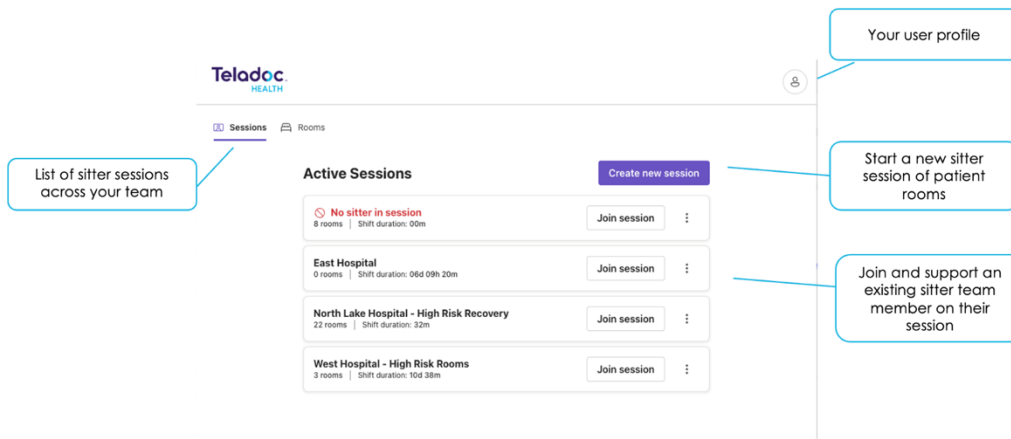 Your user profile
Teladoc.
HEALTH
Sessions
Rooms
List of sitter sessions
across your team
Active Sessions
Create new session
Start a new sitter
session of patient
rooms
No sitter in session
8 rooms | Shift duration: 00m
Join session
East Hospital
0 rooms | Shift duration: 06d 09h 20m
Join session
Join and support an
existing sitter team
member on their
session
North Lake Hospital - High Risk Recovery
22 rooms | Shift duration: 32m
Join session
West Hospital - High Risk Rooms
3 rooms | Shift duration: 10d 38m
Join session